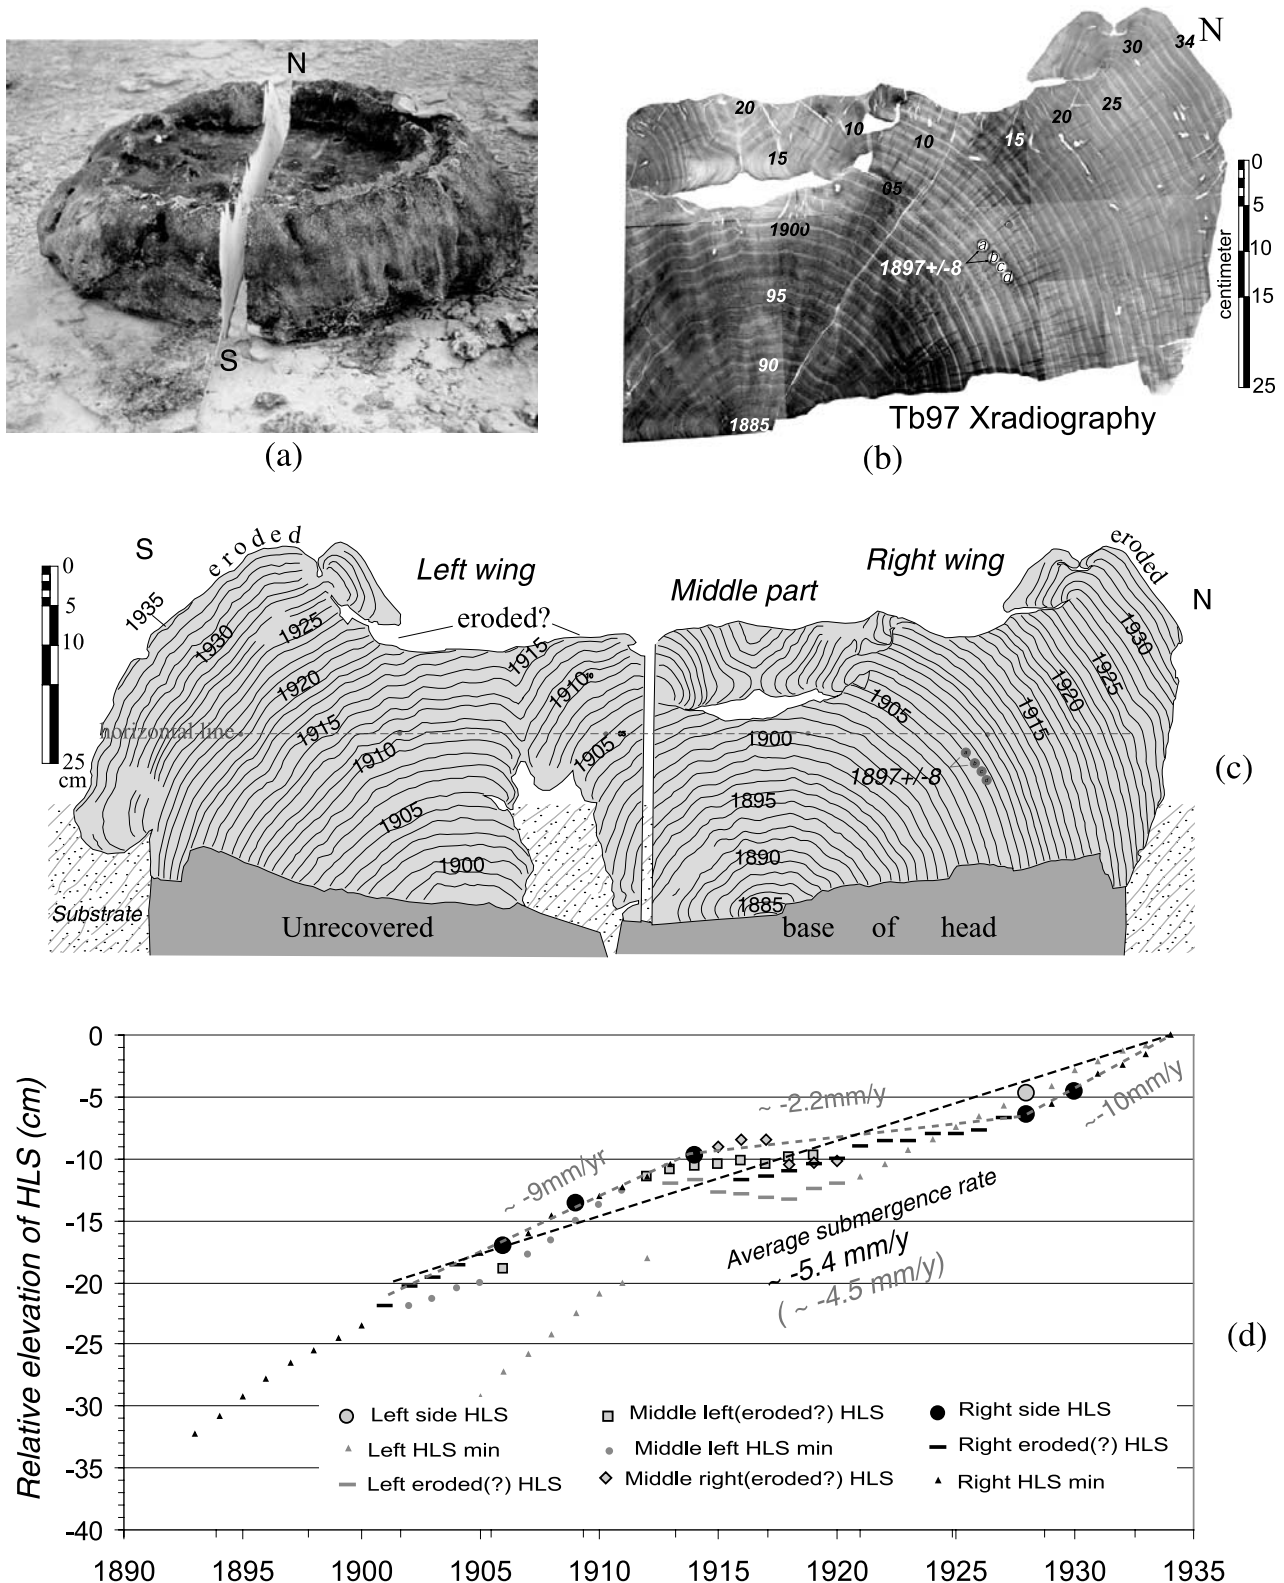 N
S
(a)
N
30
34
20
10
10
15
20
25
15
05
1900
a
b
c
d
1897+/-8
95
90
1885
0
5
10
15
25
centimeter
Tb97 Xradiography
(b)
S
eroded
Left wing
Middle part
Right wing
eroded
N
0
5
10
25
cm
1935
1930
1925
1920
1915
1910
1905
1900
eroded?
1915
1910
1905
horizontal line
1905
1900
1897+/-8
1895
1890
1885
1915
1920
1925
1930
Substrate
Unrecovered
base of head
(c)
Relative elevation of HLS (cm)
0
-5
-10
-15
-20
-25
-30
-35
-40
~ -9mm/yr
~ -2.2mm/y
~-10mm/y
Average submergence rate
~ -5.4 mm/y
( ~ -4.5 mm/y)
Left side HLS
Left HLS min
Left eroded(?) HLS
Middle left(eroded?) HLS
Middle left HLS min
Middle right(eroded?) HLS
Right side HLS
Right eroded(?) HLS
Right HLS min
(d)
1890 1895 1900 1905 1910 1915 1920 1925 1930 1935